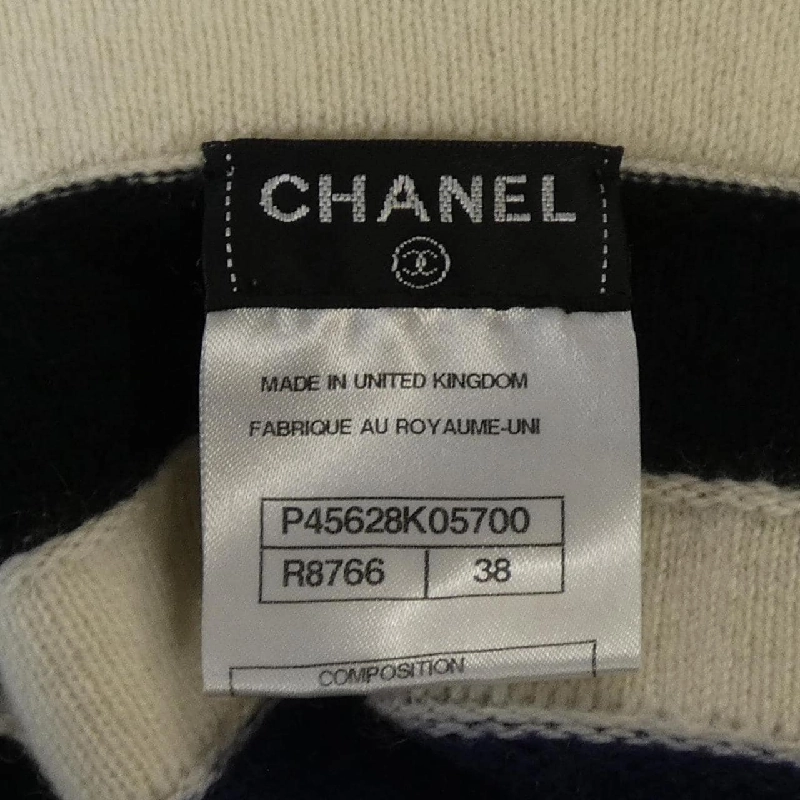 CHANEL
MADE IN UNITED KINGDOM
FABRIQUE AU ROYAUME-UNI
P45628K05700
R8766 38
COMPOSITION